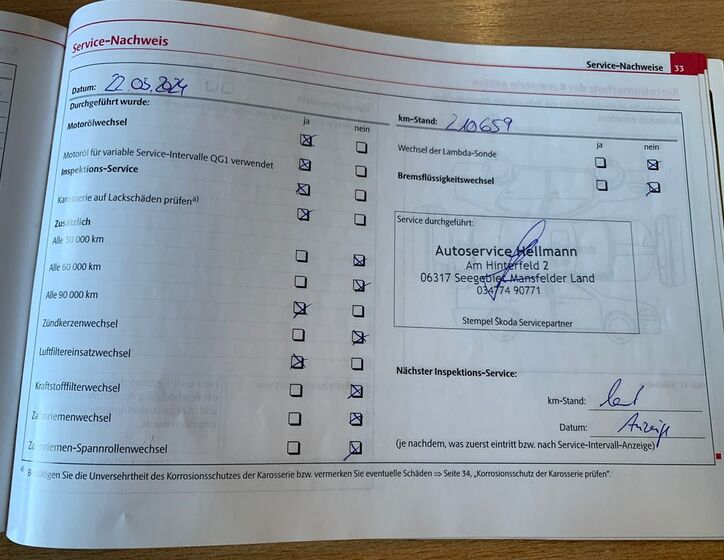 Service-Nachweis
Service-Nachweise 33
Datum: 22.05.2024
Durchgeführt wurde:
ja nein
Motorölwechsel
Motoröl für variable Service-Intervalle QG1 verwendet
Inspektions-Service
Karosserie auf Lackschäden prüfen a)
Zusätzlich
Alle 30 000 km
Alle 60 000 km
Alle 90 000 km
Zündkerzenwechsel
Luftfiltereinsatzwechsel
Kraftstofffilterwechsel
Zahnriemenwechsel
Zahnriemen-Spannrollenwechsel
km-Stand: 210659
ja nein
Wechsel der Lambda-Sonde
Bremsflüssigkeitswechsel
Service durchgeführt:
Autoservice Hellmann
Am Hinterfeld 2
06317 Seegebiet Mansfelder Land
034774 90771
Stempel Škoda Servicepartner
Nächster Inspektions-Service:
km-Stand: laut
Datum: Anzeige
(je nachdem, was zuerst eintritt bzw. nach Service-Intervall-Anzeige)
a) Bestätigen Sie die Unversehrtheit des Korrosionsschutzes der Karosserie bzw. vermerken Sie eventuelle Schäden ⇒ Seite 34, „Korrosionsschutz der Karosserie prüfen“.